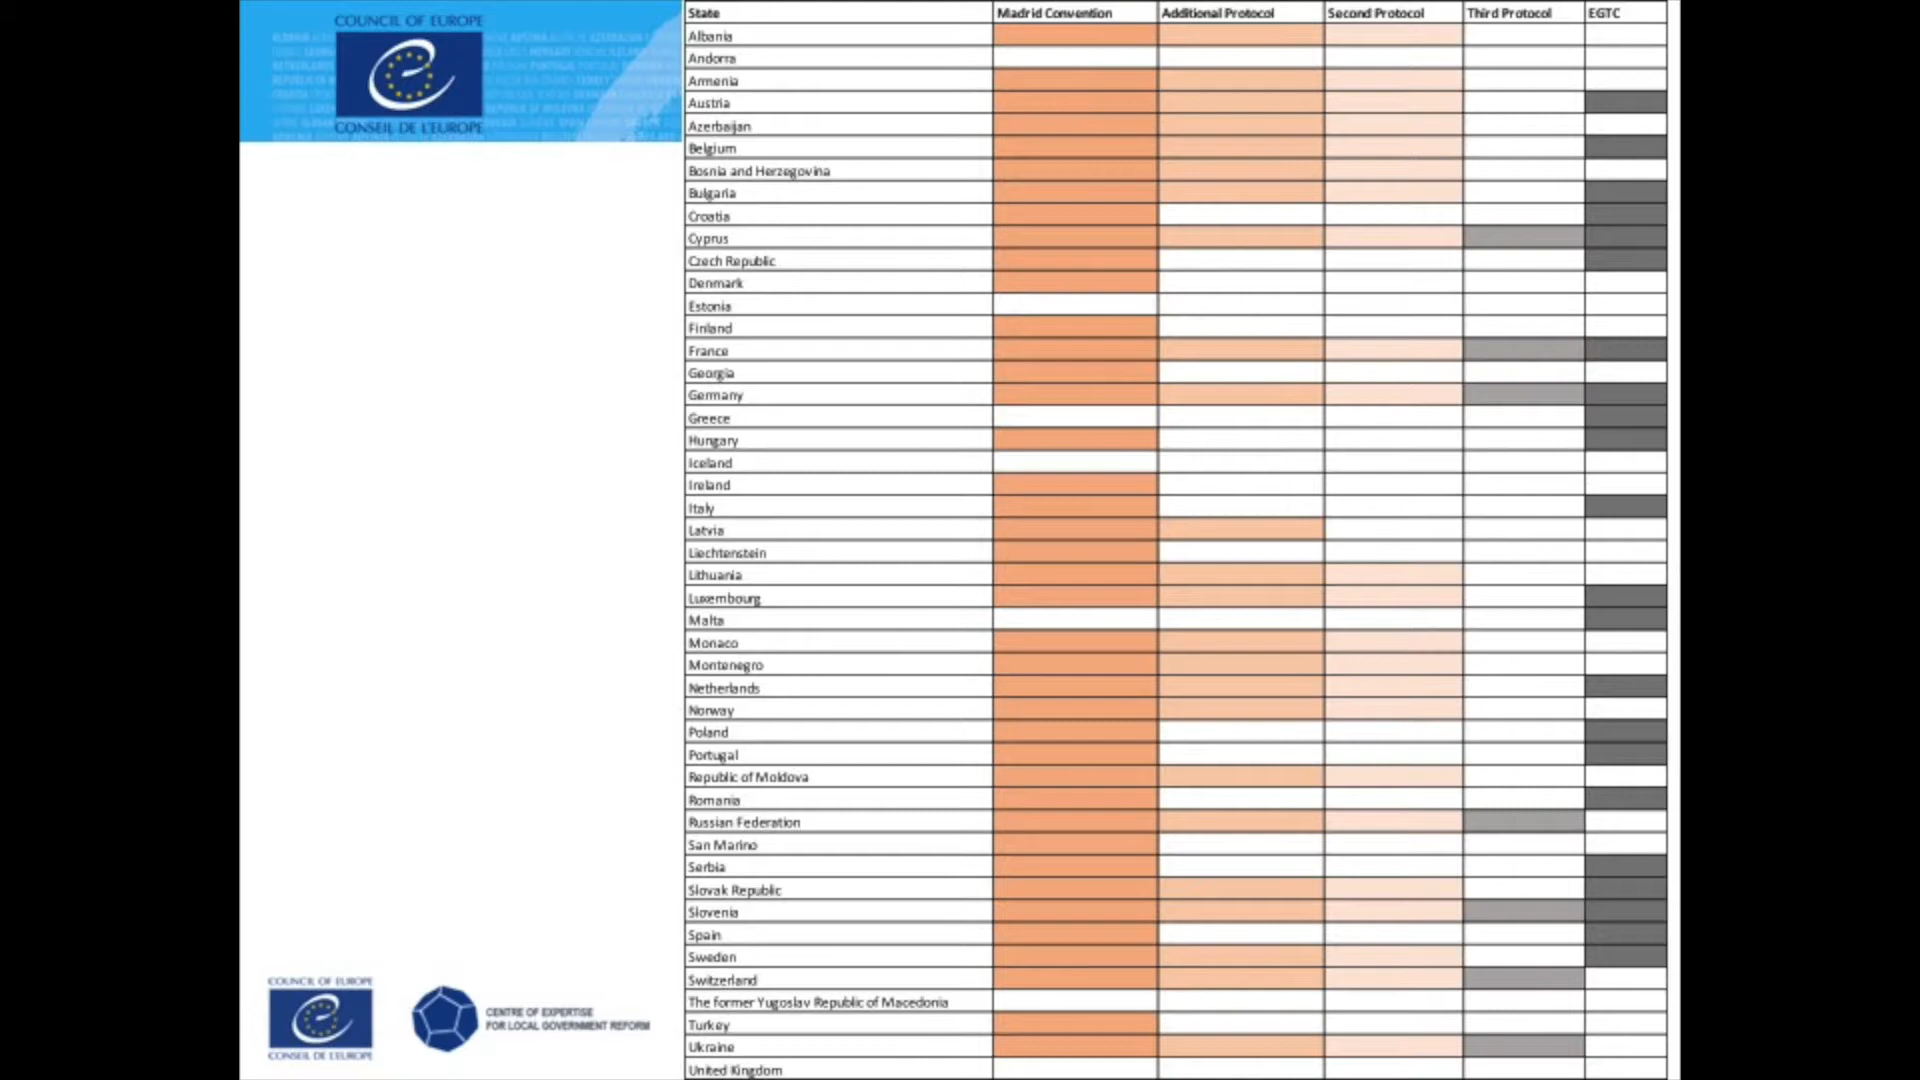 COUNCIL OF EUROPE
CONSEIL DE L'EUROPE
State Madrid Convention Additional Protocol Second Protocol Third Protocol EGTC
Albania
Andorra
Armenia
Austria
Azerbaijan
Belgium
Bosnia and Herzegovina
Bulgaria
Croatia
Cyprus
Czech Republic
Denmark
Estonia
Finland
France
Georgia
Germany
Greece
Hungary
Iceland
Ireland
Italy
Latvia
Liechtenstein
Lithuania
Luxembourg
Malta
Monaco
Montenegro
Netherlands
Norway
Poland
Portugal
Republic of Moldova
Romania
Russian Federation
San Marino
Serbia
Slovak Republic
Slovenia
Spain
Sweden
Switzerland
The former Yugoslav Republic of Macedonia
Turkey
Ukraine
United Kingdom
COUNCIL OF EUROPE
CONSEIL DE L'EUROPE
CENTRE OF EXPERTISE
FOR LOCAL GOVERNMENT REFORM